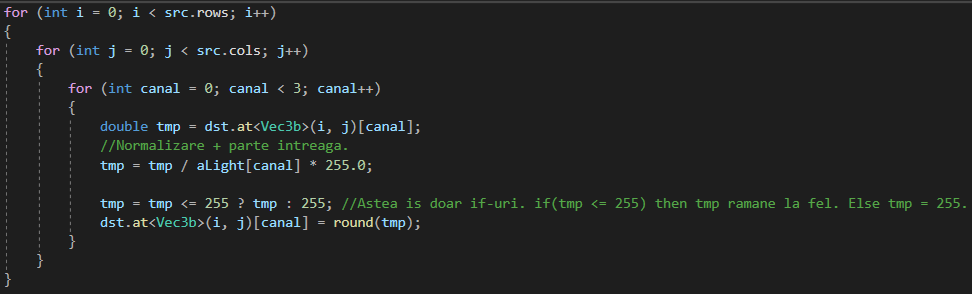 for (int i = 0; i < src.rows; i++)
{
for (int j = 0; j < src.cols; j++)
{
for (int canal = 0; canal < 3; canal++)
{
double tmp = dst.at<Vec3b>(i, j)[canal];
//Normalizare + parte intreaga.
tmp = tmp / aLight[canal] * 255.0;
tmp = tmp <= 255 ? tmp : 255; //Astea is doar if-uri. if(tmp <= 255) then tmp ramane la fel. Else tmp = 255.
dst.at<Vec3b>(i, j)[canal] = round(tmp);
}
}
}